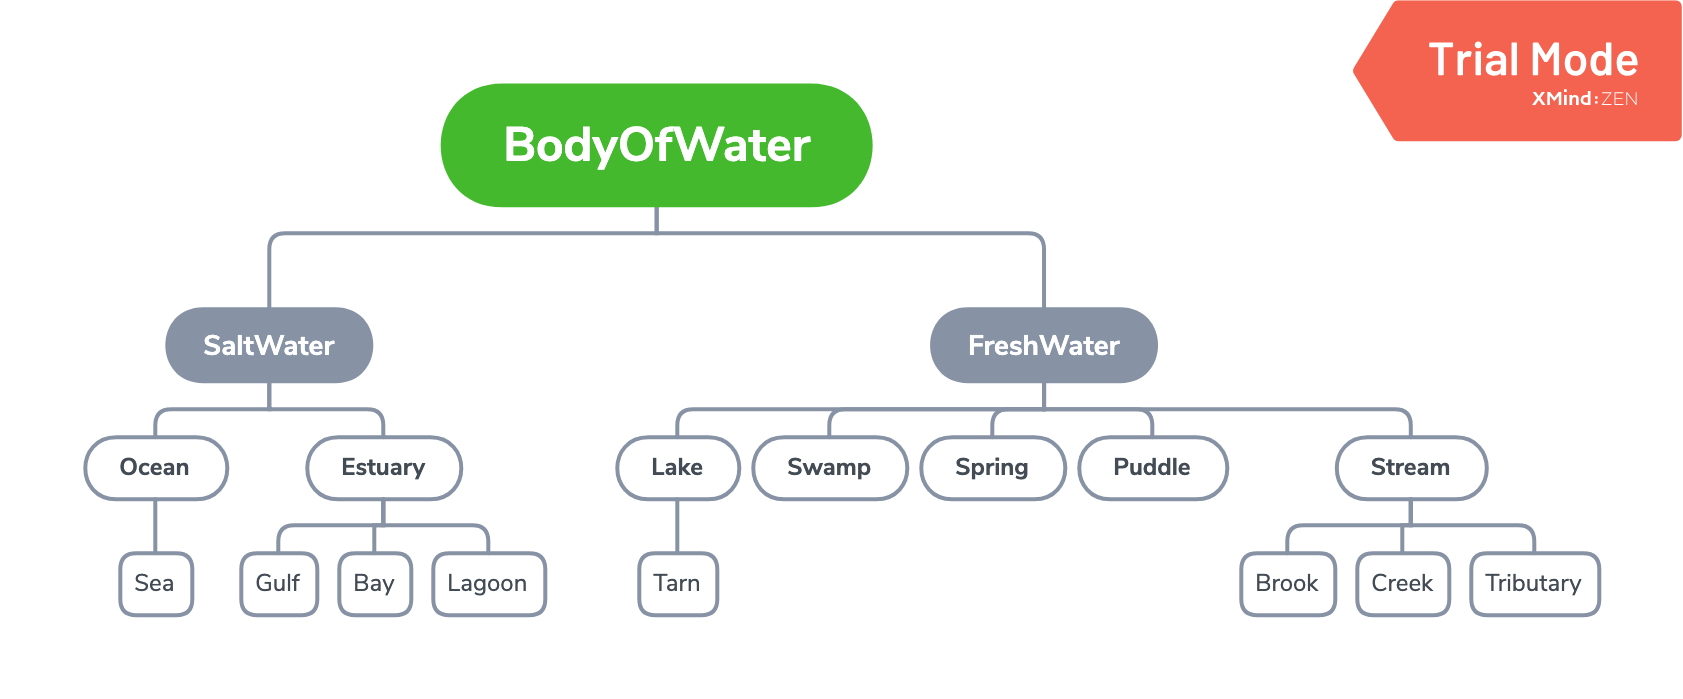 Trial Mode
XMind:ZEN
BodyOfWater
SaltWater
FreshWater
Ocean
Estuary
Lake
Swamp
Spring
Puddle
Stream
Sea
Gulf
Bay
Lagoon
Tarn
Brook
Creek
Tributary